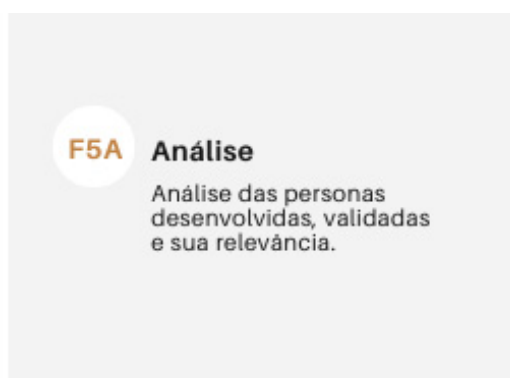 F5A
Análise
Análise das personas
desenvolvidas, validadas
e sua relevância.